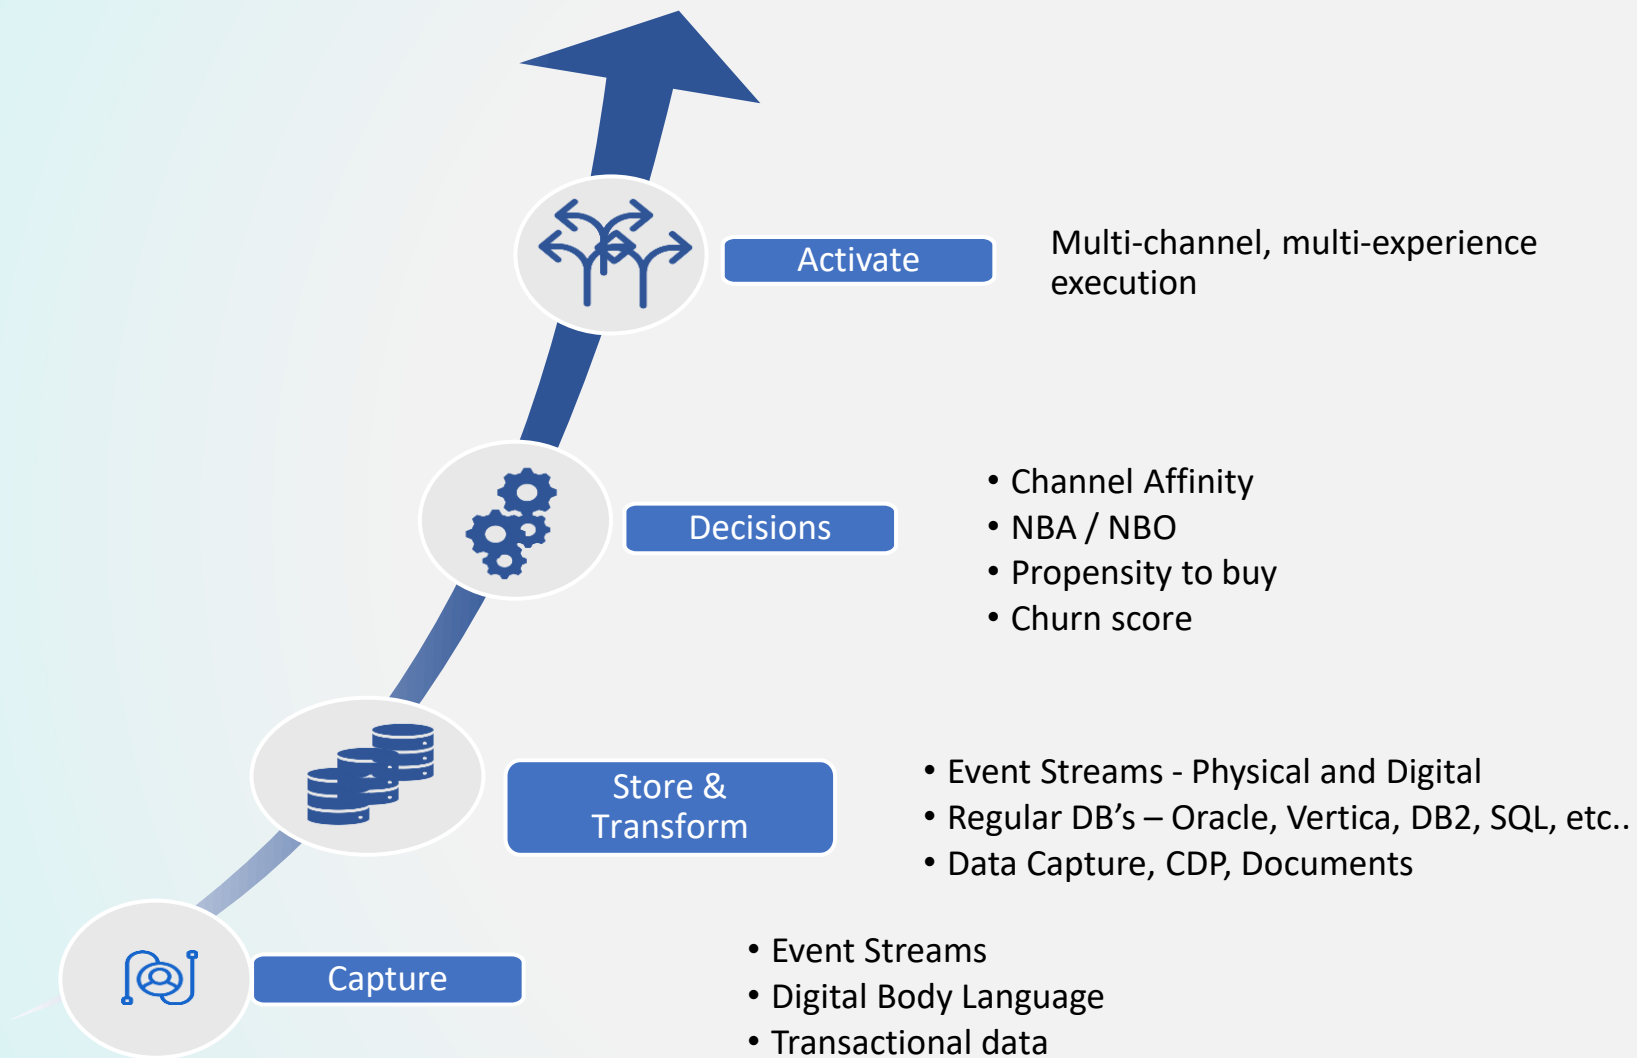 Activate
Multi-channel, multi-experience
execution
Decisions
• Channel Affinity
• NBA / NBO
• Propensity to buy
• Churn score
Store &
Transform
• Event Streams - Physical and Digital
• Regular DB’s – Oracle, Vertica, DB2, SQL, etc..
• Data Capture, CDP, Documents
Capture
• Event Streams
• Digital Body Language
• Transactional data